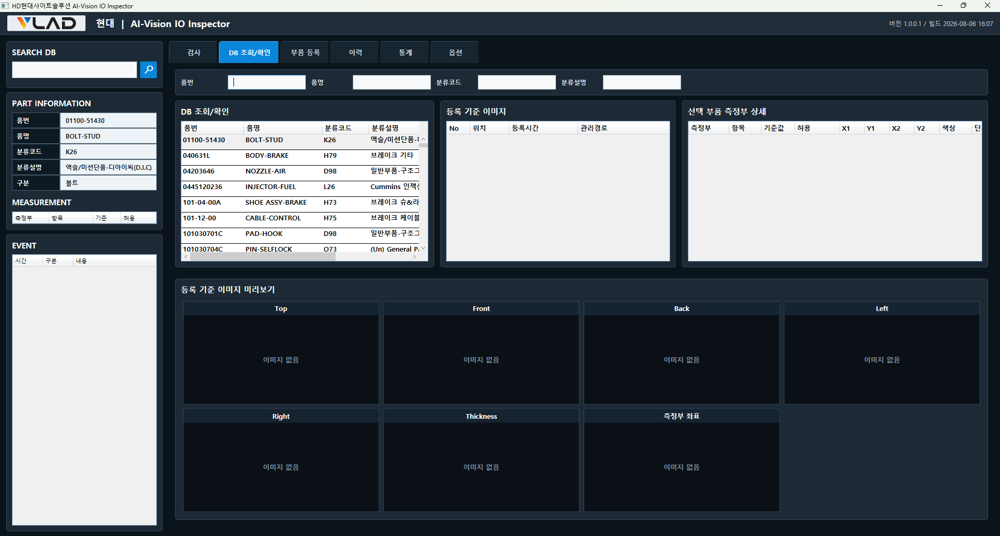 HD현대사이트솔루션 AI-Vision IO Inspector
VLAD 현대 | AI-Vision IO Inspector
버전 1.0.0.1 / 빌드 2026-08-06 16:07
SEARCH DB
검사 DB 조회/확인 부품 등록 이력 통계 옵션
품번 품명 분류코드 분류설명
PART INFORMATION
품번 01100-51430
품명 BOLT-STUD
분류코드 K26
분류설명 액슬/미션단품-디아이씨(D.I.C)
구분 볼트
MEASUREMENT
측정부 항목 기준 허용
EVENT
시간 구분 내용
DB 조회/확인
품번 품명 분류코드 분류설명
01100-51430 BOLT-STUD K26 액슬/미션단품-
040631L BODY-BRAKE H79 브레이크 기타
04203646 NOZZLE-AIR D98 일반부품-구조
0445120236 INJECTOR-FUEL L26 Cummins 인젝
101-04-00A SHOE ASSY-BRAKE H73 브레이크 슈&라
101-12-00 CABLE-CONTROL H75 브레이크 케이블
101030701C PAD-HOOK D98 일반부품-구조
101030704C PIN-SELFLOCK O73 (Un) General P
등록 기준 이미지
No 위치 등록시간 관리경로
선택 부품 측정부 상세
측정부 항목 기준값 허용 X1 Y1 X2 Y2 색상 단
등록 기준 이미지 미리보기
Top Front Back Left
이미지 없음 이미지 없음 이미지 없음 이미지 없음
Right Thickness 측정부 좌표
이미지 없음 이미지 없음 이미지 없음